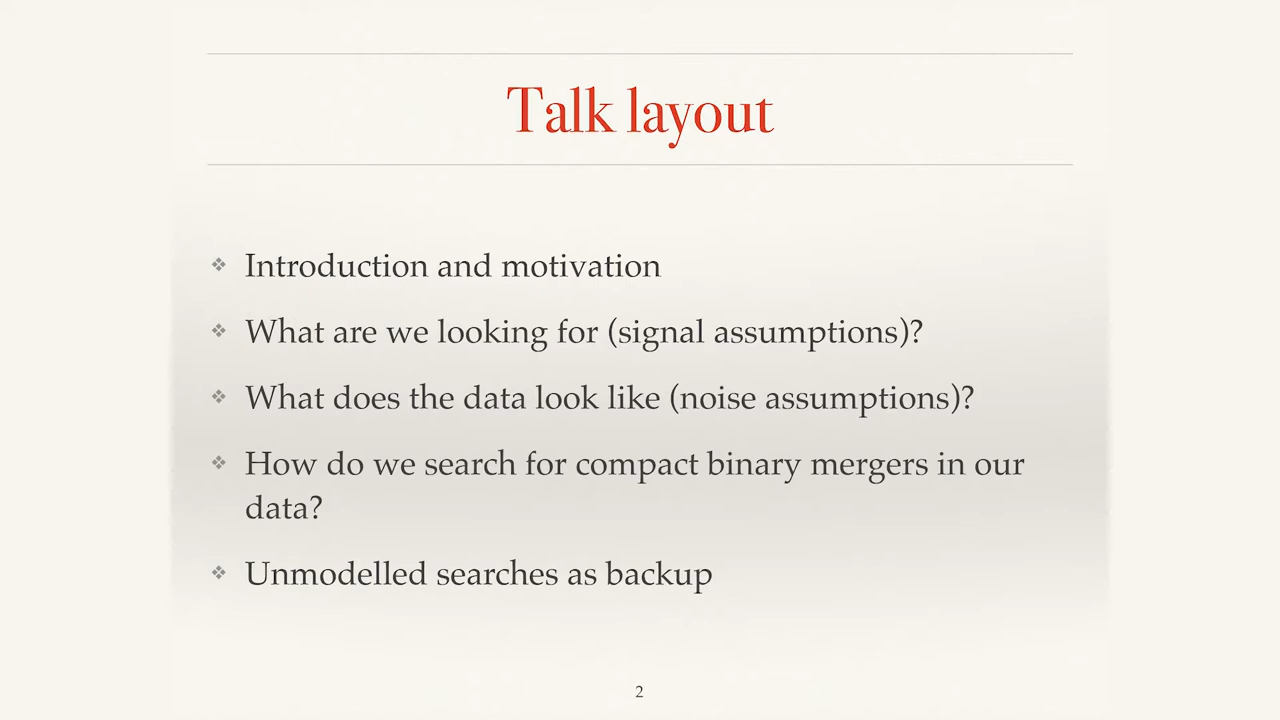 Talk layout
Introduction and motivation
What are we looking for (signal assumptions)?
What does the data look like (noise assumptions)?
How do we search for compact binary mergers in our
data?
Unmodelled searches as backup
2